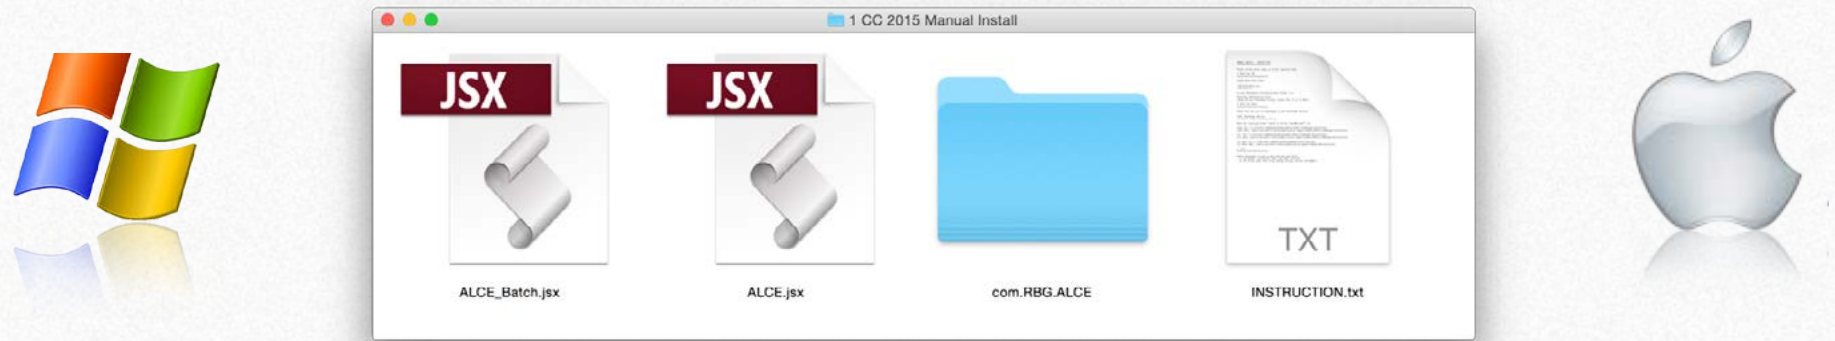 1 CC 2015 Manual Install
JSX
JSX
TXT
ALCE_Batch.jsx
ALCE.jsx
com.RBG.ALCE
INSTRUCTION.txt